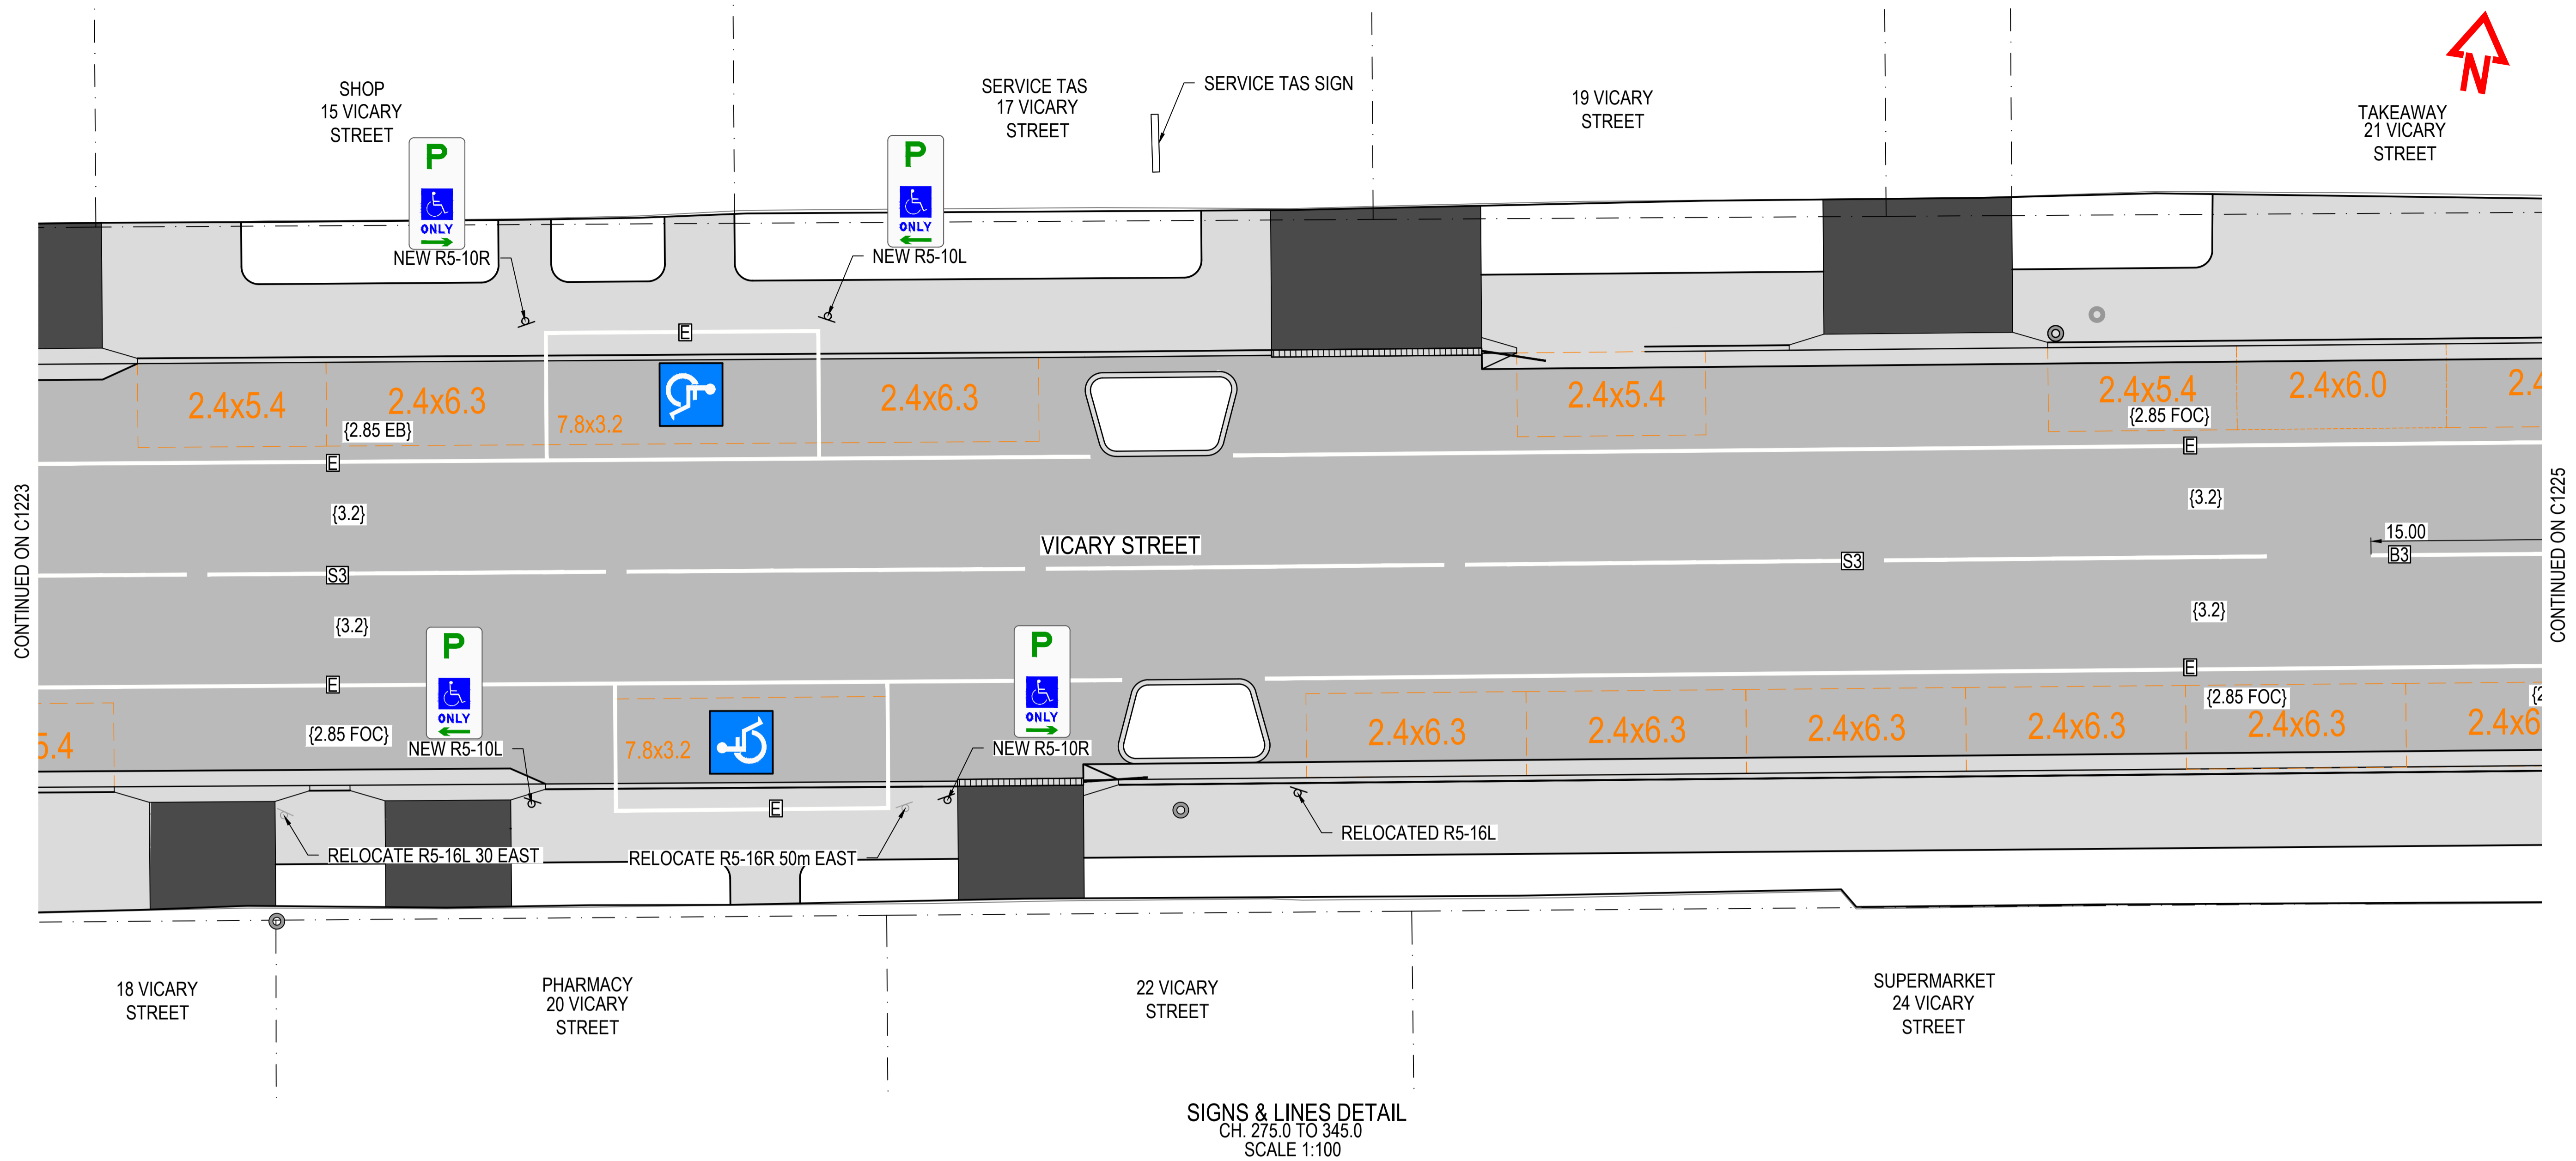 N
SHOP
15 VICARY
STREET
SERVICE TAS
17 VICARY
STREET
SERVICE TAS SIGN
19 VICARY
STREET
TAKEAWAY
21 VICARY
STREET
P
ONLY
NEW R5-10R
P
ONLY
NEW R5-10L
E
2.4x5.4
2.4x6.3
{2.85 EB}
7.8x3.2
2.4x6.3
2.4x5.4
2.4x5.4
{2.85 FOC}
2.4x6.0
2.4
E
E
CONTINUED ON C1223
{3.2}
{3.2}
VICARY STREET
15.00
S3
S3
B3
CONTINUED ON C1225
{3.2}
{3.2}
E
E
5.4
{2.85 FOC}
P
ONLY
NEW R5-10L
7.8x3.2
P
ONLY
NEW R5-10R
2.4x6.3
2.4x6.3
2.4x6.3
2.4x6.3
{2.85 FOC}
2.4x6.3
{2
2.4x6
E
RELOCATE R5-16L 30 EAST
RELOCATE R5-16R 50m EAST
RELOCATED R5-16L
18 VICARY
STREET
PHARMACY
20 VICARY
STREET
22 VICARY
STREET
SUPERMARKET
24 VICARY
STREET
SIGNS & LINES DETAIL
CH. 275.0 TO 345.0
SCALE 1:100